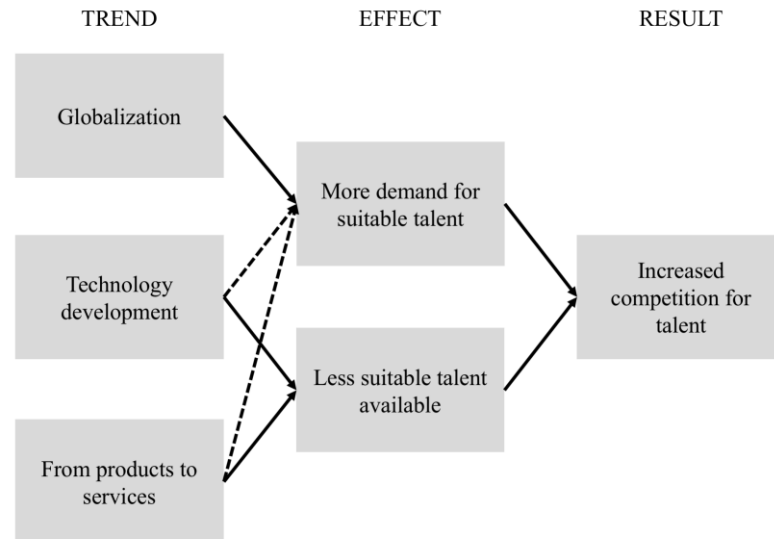 TREND
EFFECT
RESULT
Globalization
More demand for
suitable talent
Technology
development
Increased
competition for
talent
Less suitable talent
available
From products to
services